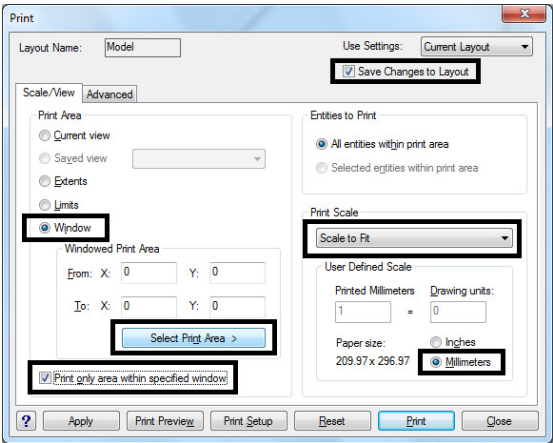 Print
Layout Name: Model
Use Settings: Current Layout
Save Changes to Layout
Scale/View Advanced
Print Area
Current view
Saved view
Extents
Limits
Window
Windowed Print Area
From: X: 0 Y: 0
To: X: 0 Y: 0
Select Print Area >
Print only area within specified window
Entities to Print
All entities within print area
Selected entities within print area
Print Scale
Scale to Fit
User Defined Scale
Printed Millimeters Drawing units:
1 = 0
Paper size: Inches
209.97 x 296.97 Millimeters
? Apply Print Preview Print Setup Reset Print Close